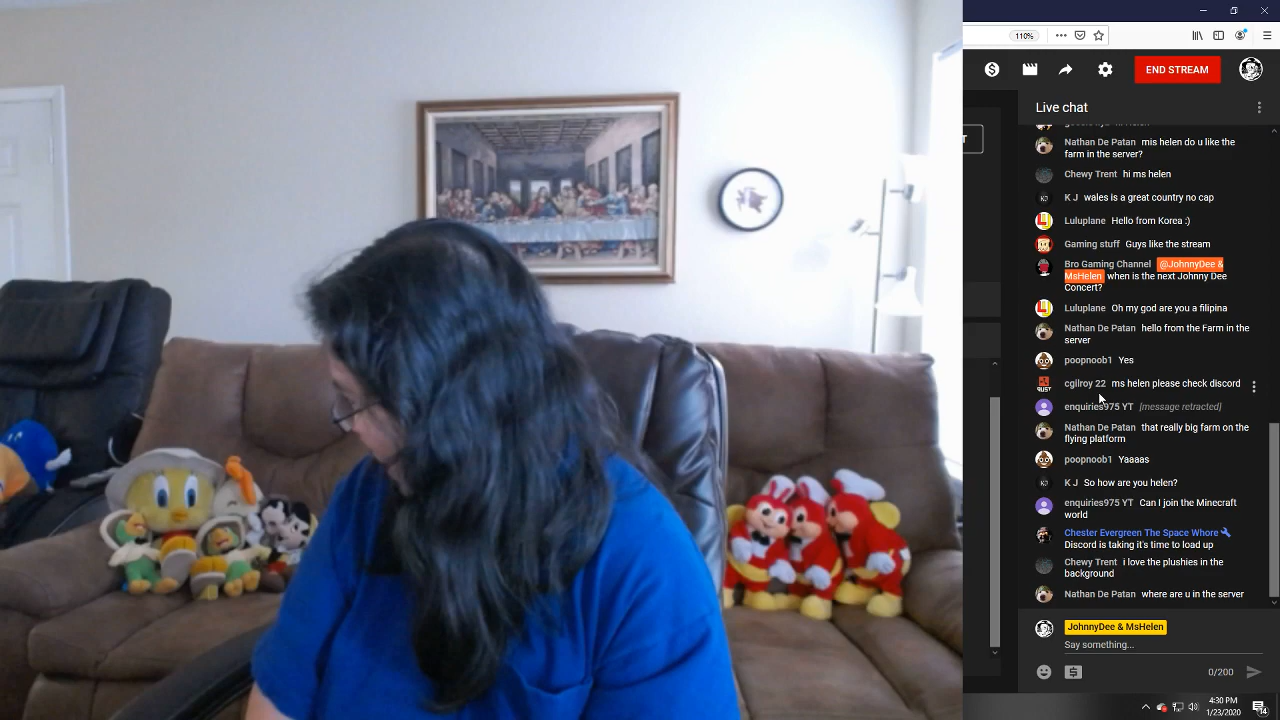 110%
END STREAM
Live chat
Nathan De Patan mis helen do u like the
farm in the server?
Chewy Trent hi ms helen
K J wales is a great country no cap
Luluplane Hello from Korea :)
Gaming stuff Guys like the stream
Bro Gaming Channel @JohnnyDee &
MsHelen when is the next Johnny Dee
Concert?
Luluplane Oh my god are you a filipina
Nathan De Patan hello from the Farm in the
server
poopnoob1 Yes
cgilroy 22 ms helen please check discord
enquiries975 YT [message retracted]
Nathan De Patan that really big farm on the
flying platform
poopnoob1 Yaaaas
K J So how are you helen?
enquiries975 YT Can I join the Minecraft
world
Chester Evergreen The Space Whore
Discord is taking it's time to load up
Chewy Trent i love the plushies in the
background
Nathan De Patan where are u in the server
JohnnyDee & MsHelen
Say something...
0/200
4:30 PM
1/23/2020